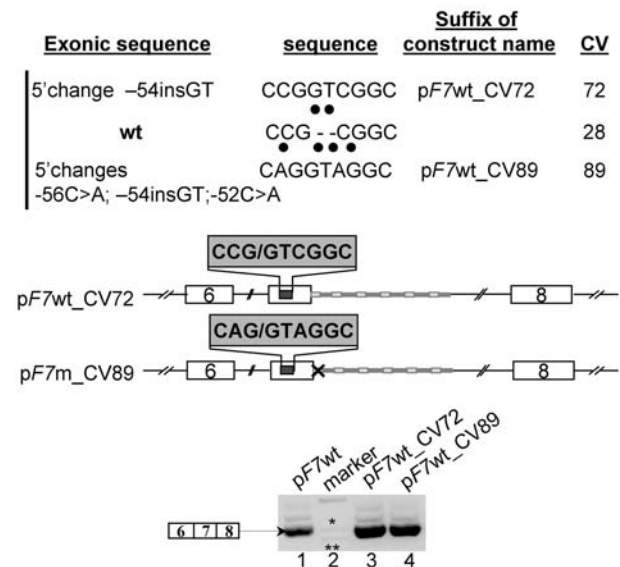 Exonic sequence sequence Suffix of construct name CV
5'change –54insGT CCGGTCGGC pF7wt_CV72 72
wt CCG - -CGGC 28
5'changes CAGGTAGGC pF7wt_CV89 89
-56C>A; –54insGT;-52C>A
CCG/GTCGGC
pF7wt_CV72 6 8
CAG/GTAGGC
pF7m_CV89 6 8
pF7wt marker pF7wt_CV72 pF7wt_CV89
6 7 8
*
**
1 2 3 4